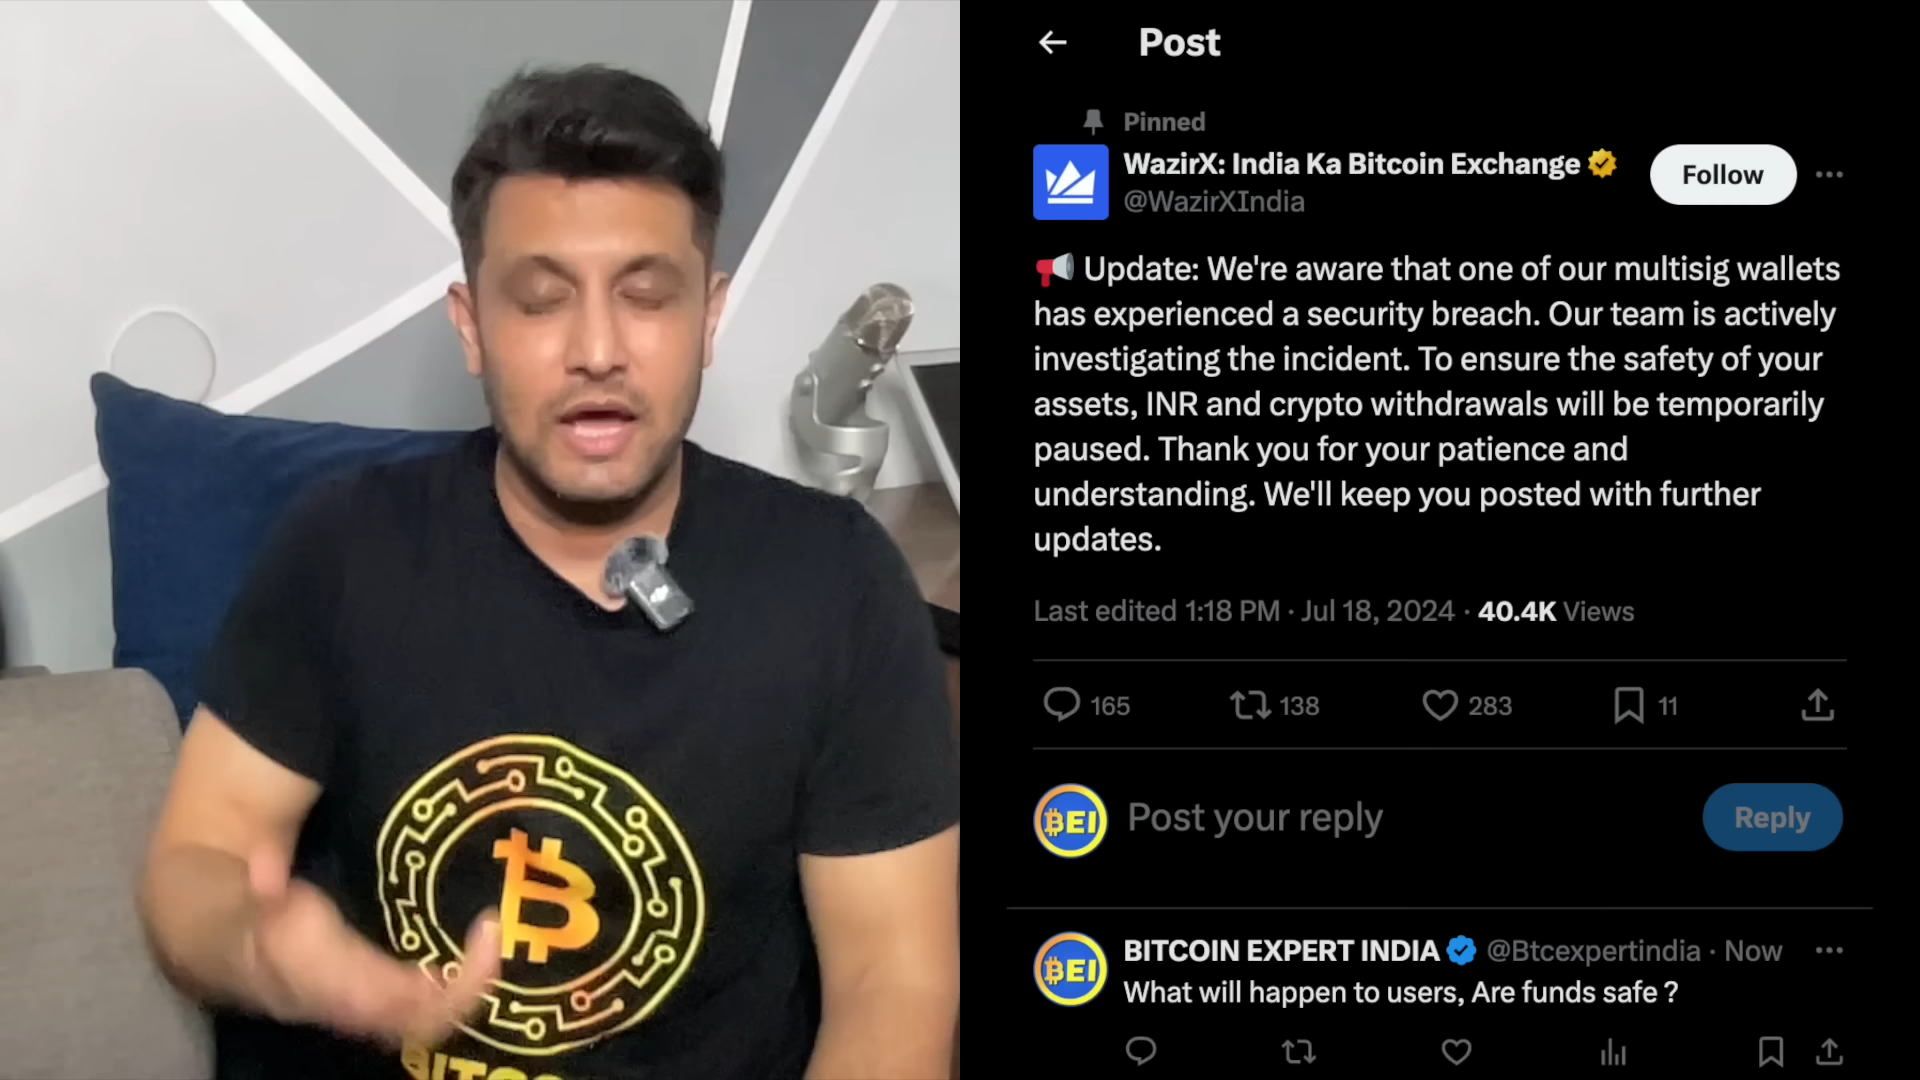 Post
Pinned
WazirX: India Ka Bitcoin Exchange
Follow
@WazirXIndia
Update: We're aware that one of our multisig wallets
has experienced a security breach. Our team is actively
investigating the incident. To ensure the safety of your
assets, INR and crypto withdrawals will be temporarily
paused. Thank you for your patience and
understanding. We'll keep you posted with further
updates.
Last edited 1:18 PM · Jul 18, 2024 · 40.4K Views
165 138 283 11
BEI
Post your reply
Reply
BEI
BITCOIN EXPERT INDIA @Btcexpertindia · Now
What will happen to users, Are funds safe ?